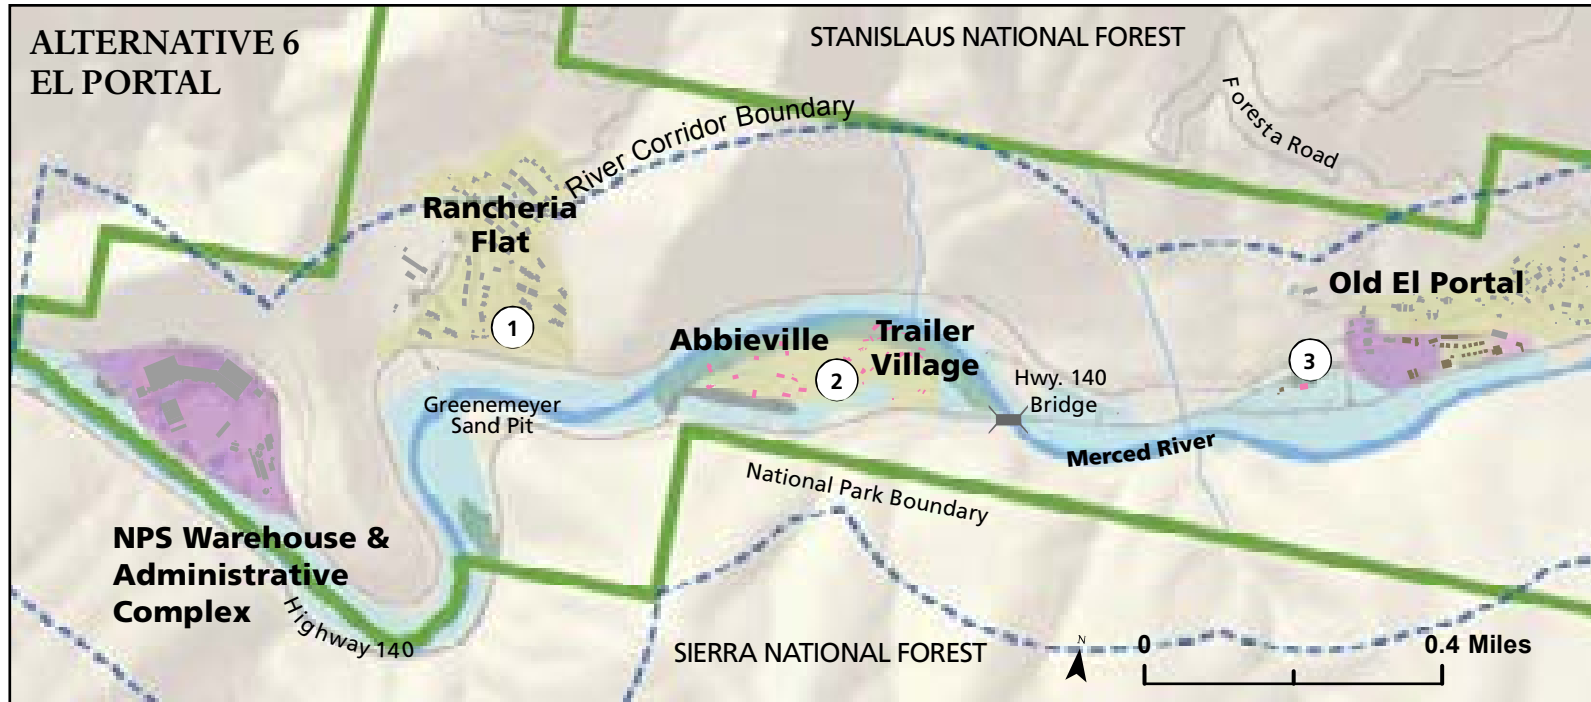 ALTERNATIVE 6
EL PORTAL
STANISLAUS NATIONAL FOREST
Foresta Road
River Corridor Boundary
Rancheria
Flat
1
Abbieville
Trailer
Village
2
Old El Portal
3
Hwy. 140
Bridge
Greenemeyer
Sand Pit
Merced River
National Park Boundary
NPS Warehouse &
Administrative
Complex
Highway 140
SIERRA NATIONAL FOREST
N
0
0.4 Miles